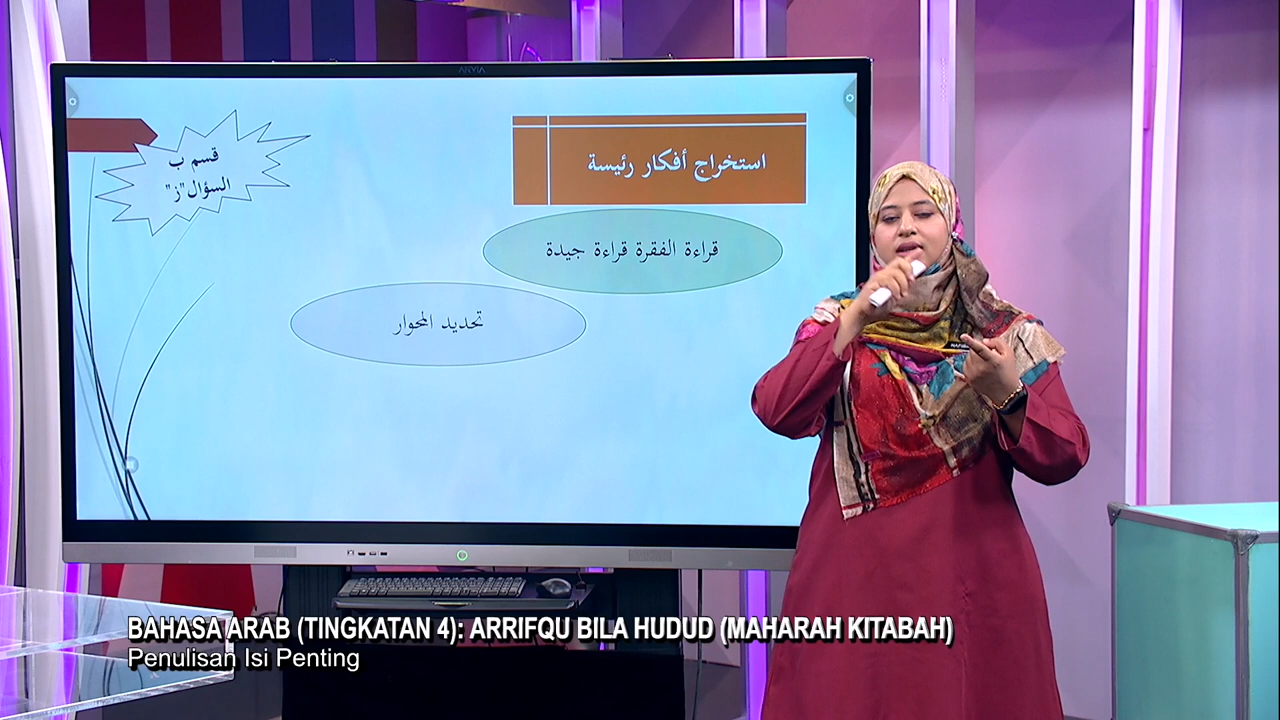 استخراج أفكار رئيسة
قسم ب
السؤال"ز"
قراءة الفقرة قراءة جيدة
تحديد المحوار
BAHASA ARAB (TINGKATAN 4): ARRIFQU BILA HUDUD (MAHARAH KITABAH)
Penulisan Isi Penting